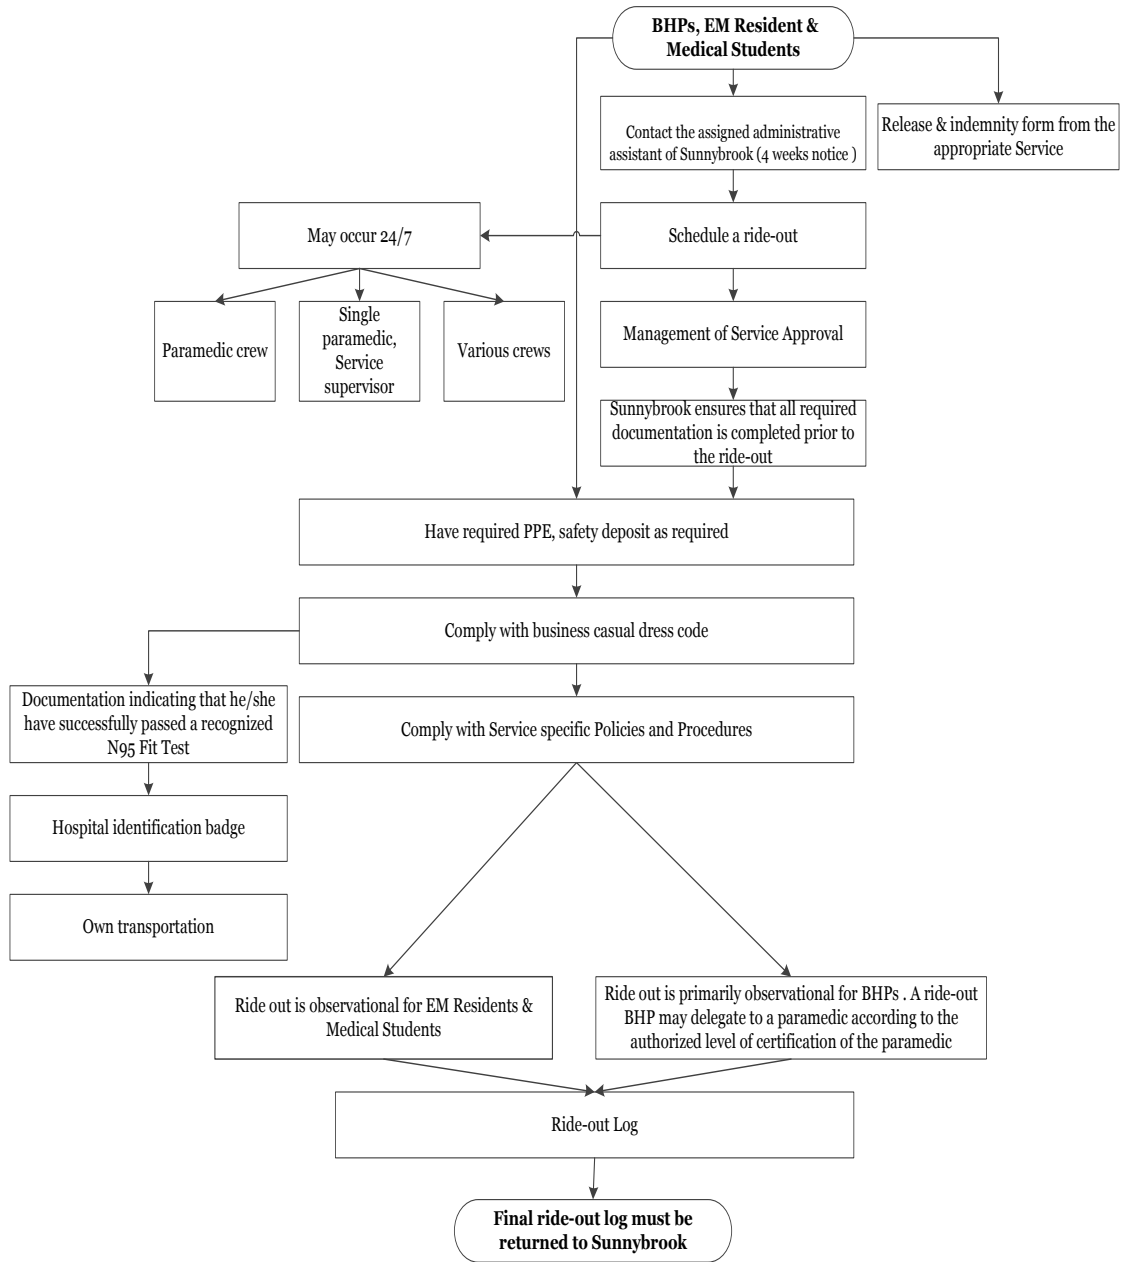 BHPs, EM Resident &
Medical Students
Contact the assigned administrative
assistant of Sunnybrook (4 weeks notice )
Release & indemnity form from the
appropriate Service
May occur 24/7
Schedule a ride-out
Paramedic crew
Single
paramedic,
Service
supervisor
Various crews
Management of Service Approval
Sunnybrook ensures that all required
documentation is completed prior to
the ride-out
Have required PPE, safety deposit as required
Comply with business casual dress code
Documentation indicating that he/she
have successfully passed a recognized
N95 Fit Test
Comply with Service specific Policies and Procedures
Hospital identification badge
Own transportation
Ride out is observational for EM Residents &
Medical Students
Ride out is primarily observational for BHPs . A ride-out
BHP may delegate to a paramedic according to the
authorized level of certification of the paramedic
Ride-out Log
Final ride-out log must be
returned to Sunnybrook